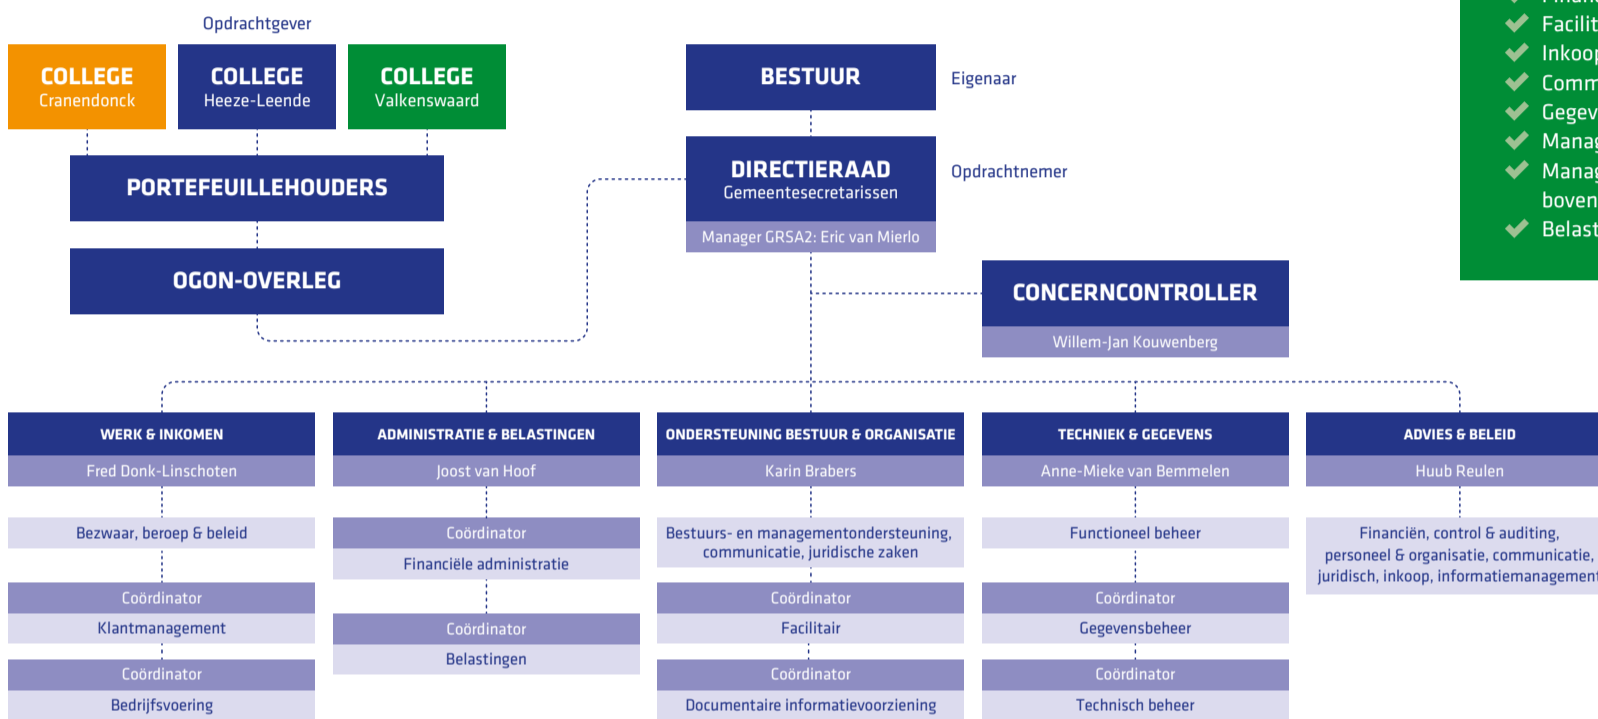 Opdrachtgever
COLLEGE
Cranendonck
COLLEGE
Heeze-Leende
COLLEGE
Valkenswaard
PORTEFEUILLEHOUDERS
OGON-OVERLEG
BESTUUR
Eigenaar
DIRECTIERAAD
Gemeentesecretarissen
Opdrachtnemer
Manager GRSA2: Eric van Mierlo
CONCERNCONTROLLER
Willem-Jan Kouwenberg
WERK & INKOMEN
Fred Donk-Linschoten
Bezwaar, beroep & beleid
Coördinator
Klantmanagement
Coördinator
Bedrijfsvoering
ADMINISTRATIE & BELASTINGEN
Joost van Hoof
Coördinator
Financiële administratie
Coördinator
Belastingen
ONDERSTEUNING BESTUUR & ORGANISATIE
Karin Brabers
Bestuurs- en managementondersteuning,
communicatie, juridische zaken
Coördinator
Facilitair
Coördinator
Documentaire informatievoorziening
TECHNIEK & GEGEVENS
Anne-Mieke van Bemmelen
Functioneel beheer
Coördinator
Gegevensbeheer
Coördinator
Technisch beheer
ADVIES & BELEID
Huub Reulen
Financiën, control & auditing,
personeel & organisatie, communicatie,
juridisch, inkoop, informatiemanagement
Facilit
Inkoop
Comm
Gegev
Manag
Manag
boven
Belast